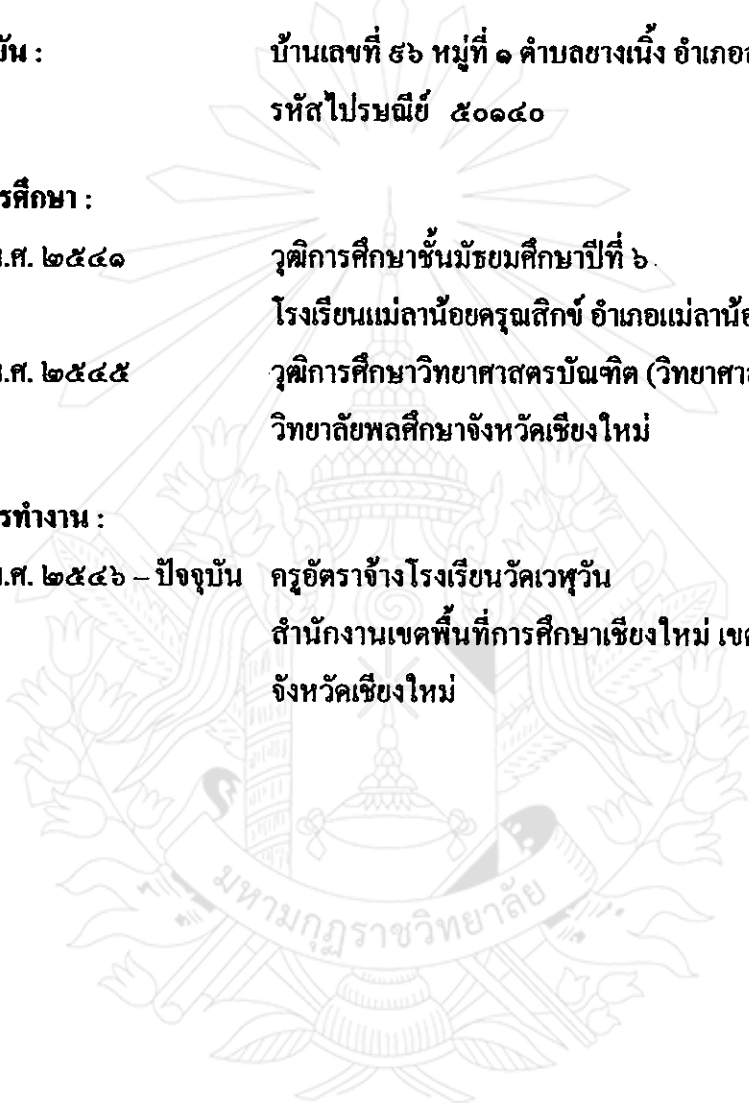 บัน : บ้านเลขที่ ๕๖ หมู่ที่ ๑ ตำบลยางเนิ้ง อำเภอ
รหัสไปรษณีย์ ๕๐๑๔๐
รศึกษา :
.ศ. ๒๕๔๑ วุฒิการศึกษาชั้นมัธยมศึกษาปีที่ ๖
โรงเรียนแม่ลาน้อยดรุณสิกข์ อำเภอแม่ลาน้อ
.ศ. ๒๕๔๕ วุฒิการศึกษาวิทยาศาสตรบัณฑิต (วิทยาศา
วิทยาลัยพลศึกษาจังหวัดเชียงใหม่
รทำงาน :
.ศ. ๒๕๔๖ – ปัจจุบัน ครูอัตราจ้างโรงเรียนวัดเวฬุวัน
สำนักงานเขตพื้นที่การศึกษาเชียงใหม่ เข
จังหวัดเชียงใหม่
มหามกุฏราชวิทยาลัย